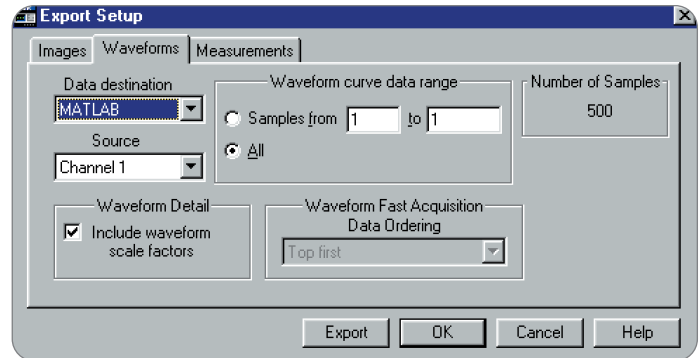 Export Setup
Images
Waveforms
Measurements
Data destination
MATLAB
Source
Channel 1
Waveform curve data range
Samples from 1 to 1
All
Number of Samples
500
Waveform Detail
Include waveform
scale factors
Waveform Fast Acquisition
Data Ordering
Top first
Export
OK
Cancel
Help